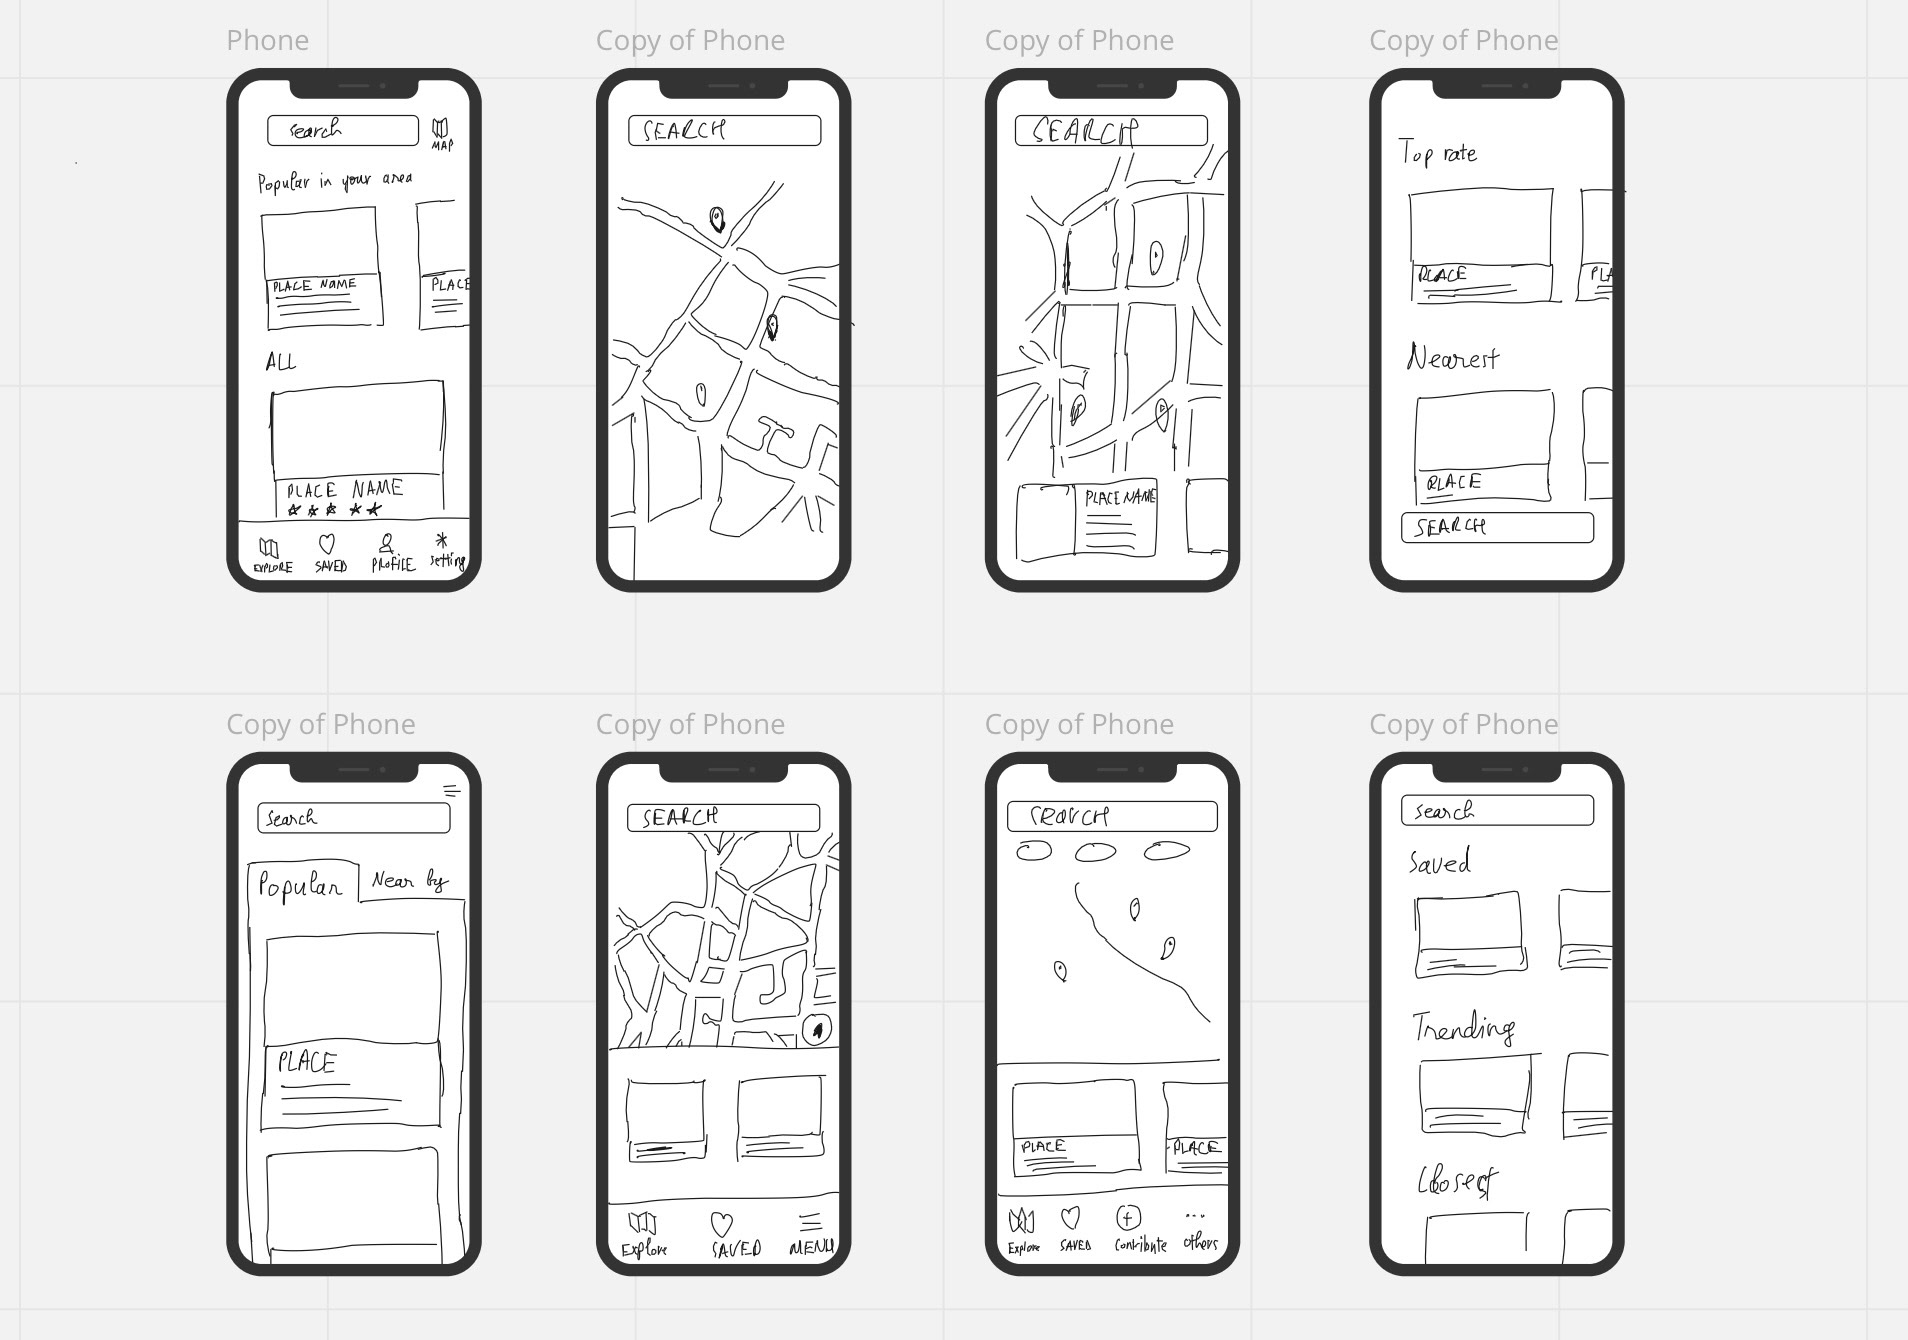 Phone
Search
MAP
Popular in your area
PLACE NAME
PLACE
ALL
PLACE NAME
EXPLORE SAVED PROFILE Setting
Copy of Phone
SEARCH
Copy of Phone
SEARCH
PLACE NAME
Copy of Phone
Top rate
PLACE
PLA
Nearest
PLACE
SEARCH
Copy of Phone
Search
Popular Near by
PLACE
Copy of Phone
SEARCH
Explore SAVED MENU
Copy of Phone
SEARCH
PLACE PLACE
Explore SAVED Contribute Others
Copy of Phone
Search
Saved
Trending
Closest